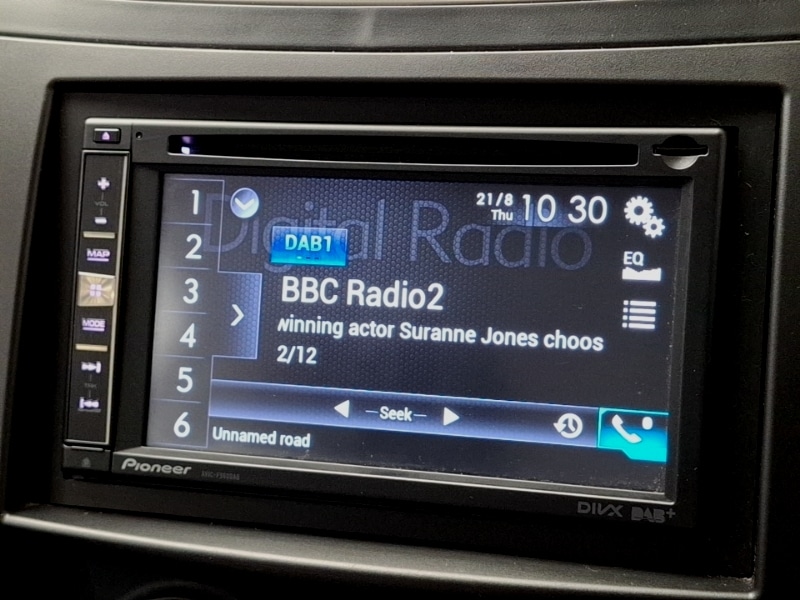 VOL
MAP
MODE
TRK
1
2
3
4
5
6
Digital Radio
21/8
Thu
10 30
DAB1
EQ
BBC Radio2
winning actor Suranne Jones choos
2/12
Seek
Unnamed road
Pioneer
DIVX DAB+